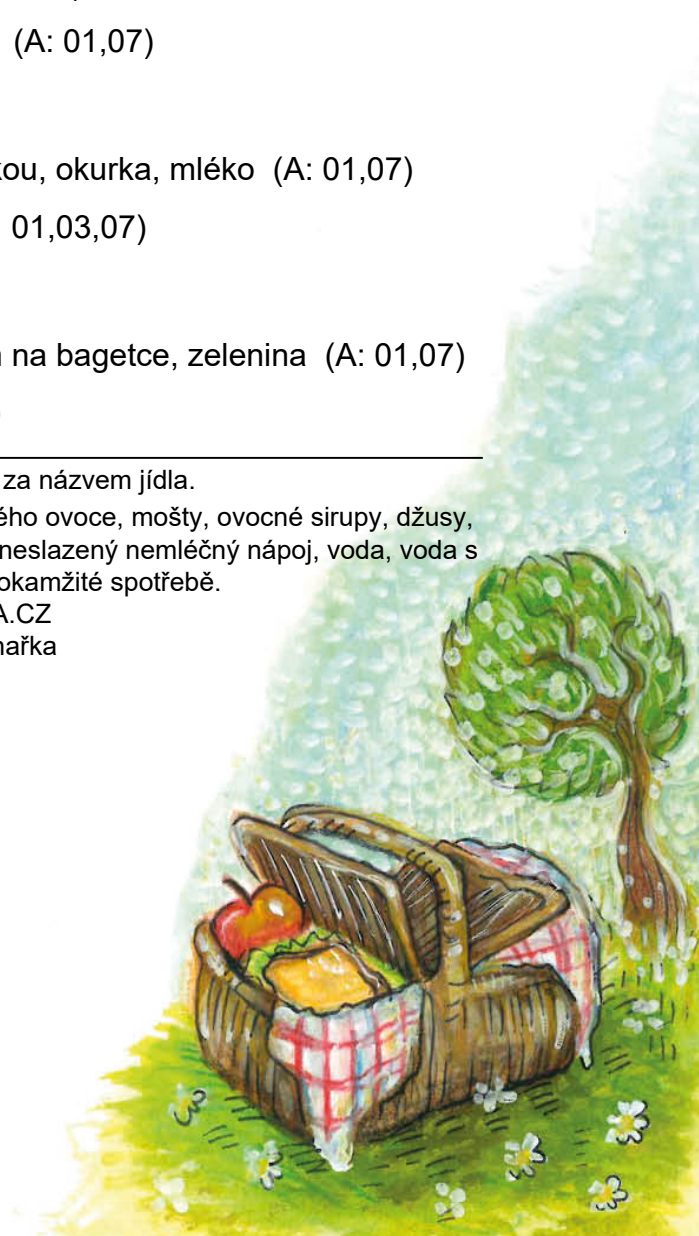 (A: 01,07)
kou, okurka, mléko (A: 01,07)
01,03,07)
na bagetce, zelenina (A: 01,07)
za názvem jídla.
ého ovoce, mošty, ovocné sirupy, džusy,
neslazený nemléčný nápoj, voda, voda s
okamžité spotřebě.
A.CZ
nařka